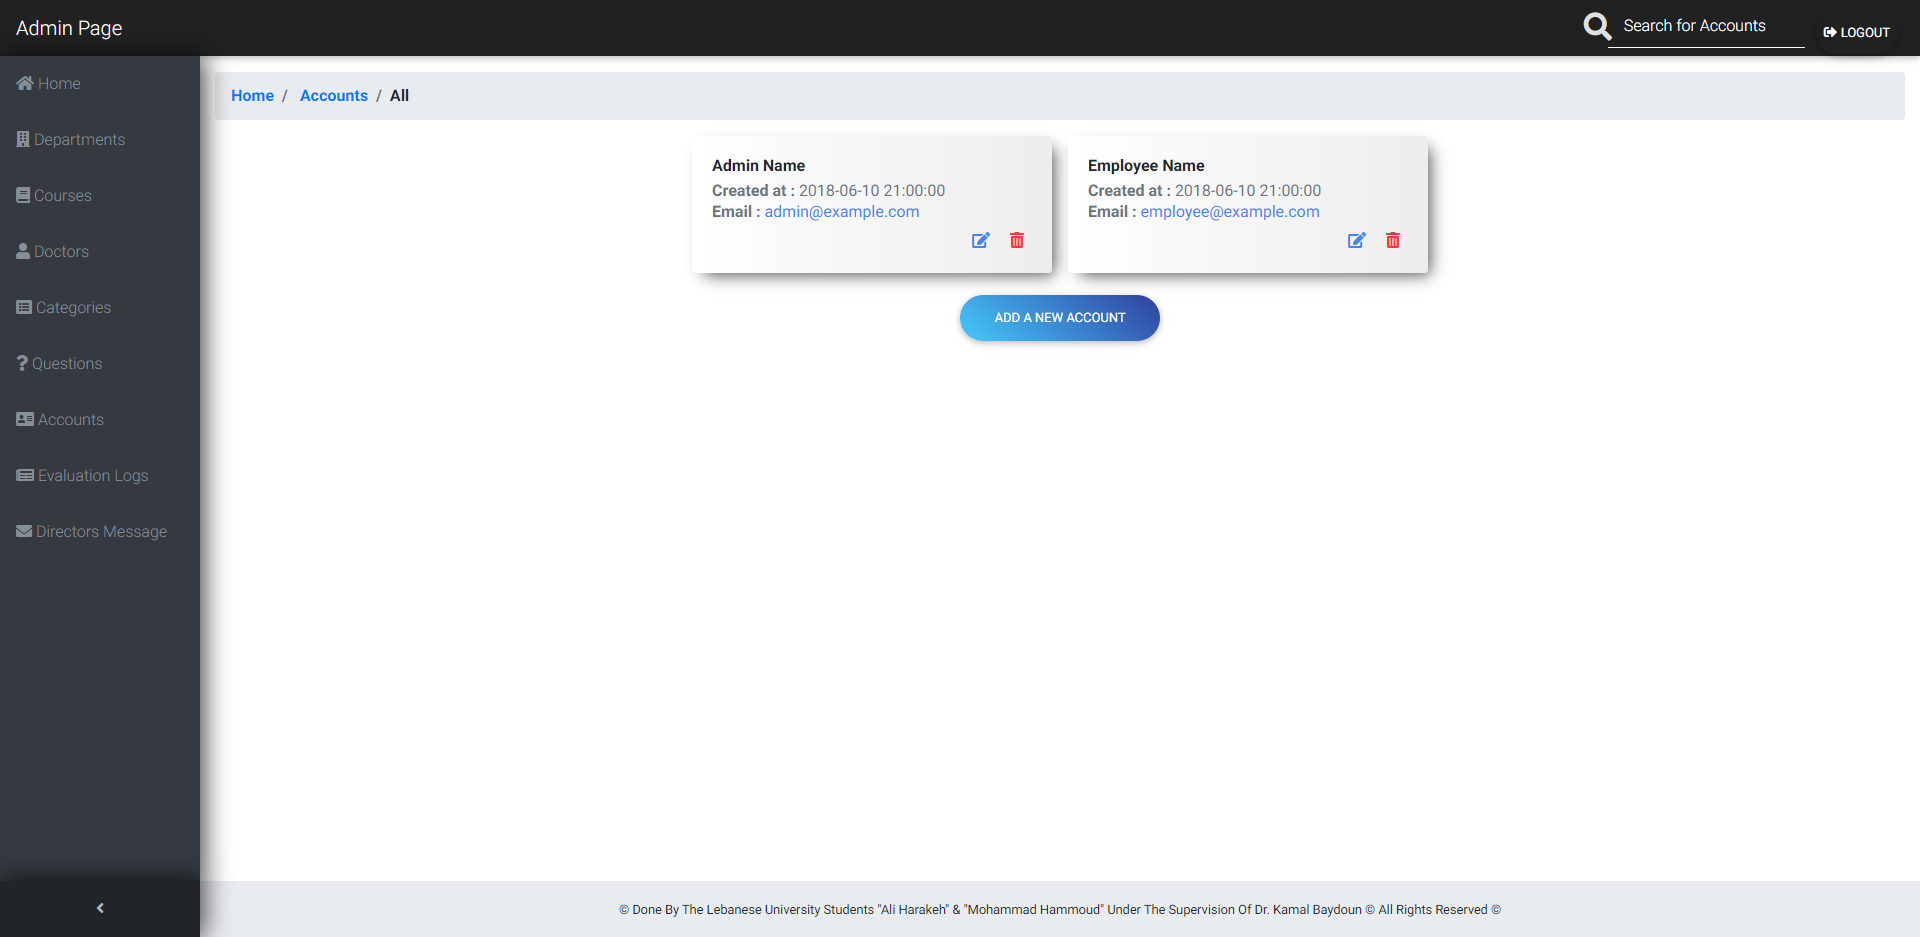 Admin Page
Search for Accounts
LOGOUT
Home
Departments
Courses
Doctors
Categories
Questions
Accounts
Evaluation Logs
Directors Message
Home / Accounts / All
Admin Name
Created at : 2018-06-10 21:00:00
Email : admin@example.com
Employee Name
Created at : 2018-06-10 21:00:00
Email : employee@example.com
ADD A NEW ACCOUNT
© Done By The Lebanese University Students "Ali Harakeh" & "Mohammad Hammoud" Under The Supervision Of Dr. Kamal Baydoun © All Rights Reserved ©